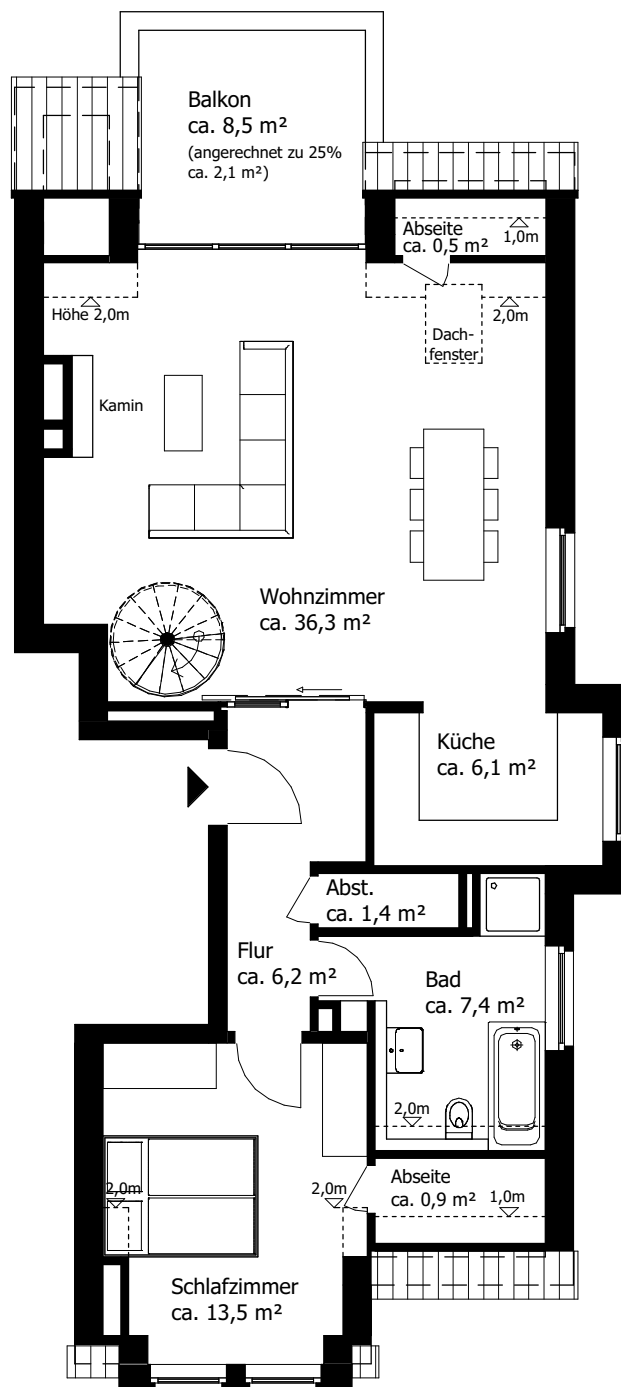 Balkon
ca. 8,5 m²
(angerechnet zu 25%
ca. 2,1 m²)
Abseite
ca. 0,5 m²
1,0m
Höhe 2,0m
2,0m
Dach-
fenster
Kamin
Wohnzimmer
ca. 36,3 m²
Küche
ca. 6,1 m²
Abst.
ca. 1,4 m²
Flur
ca. 6,2 m²
Bad
ca. 7,4 m²
2,0m
Abseite
ca. 0,9 m²
1,0m
2,0m
2,0m
Schlafzimmer
ca. 13,5 m²